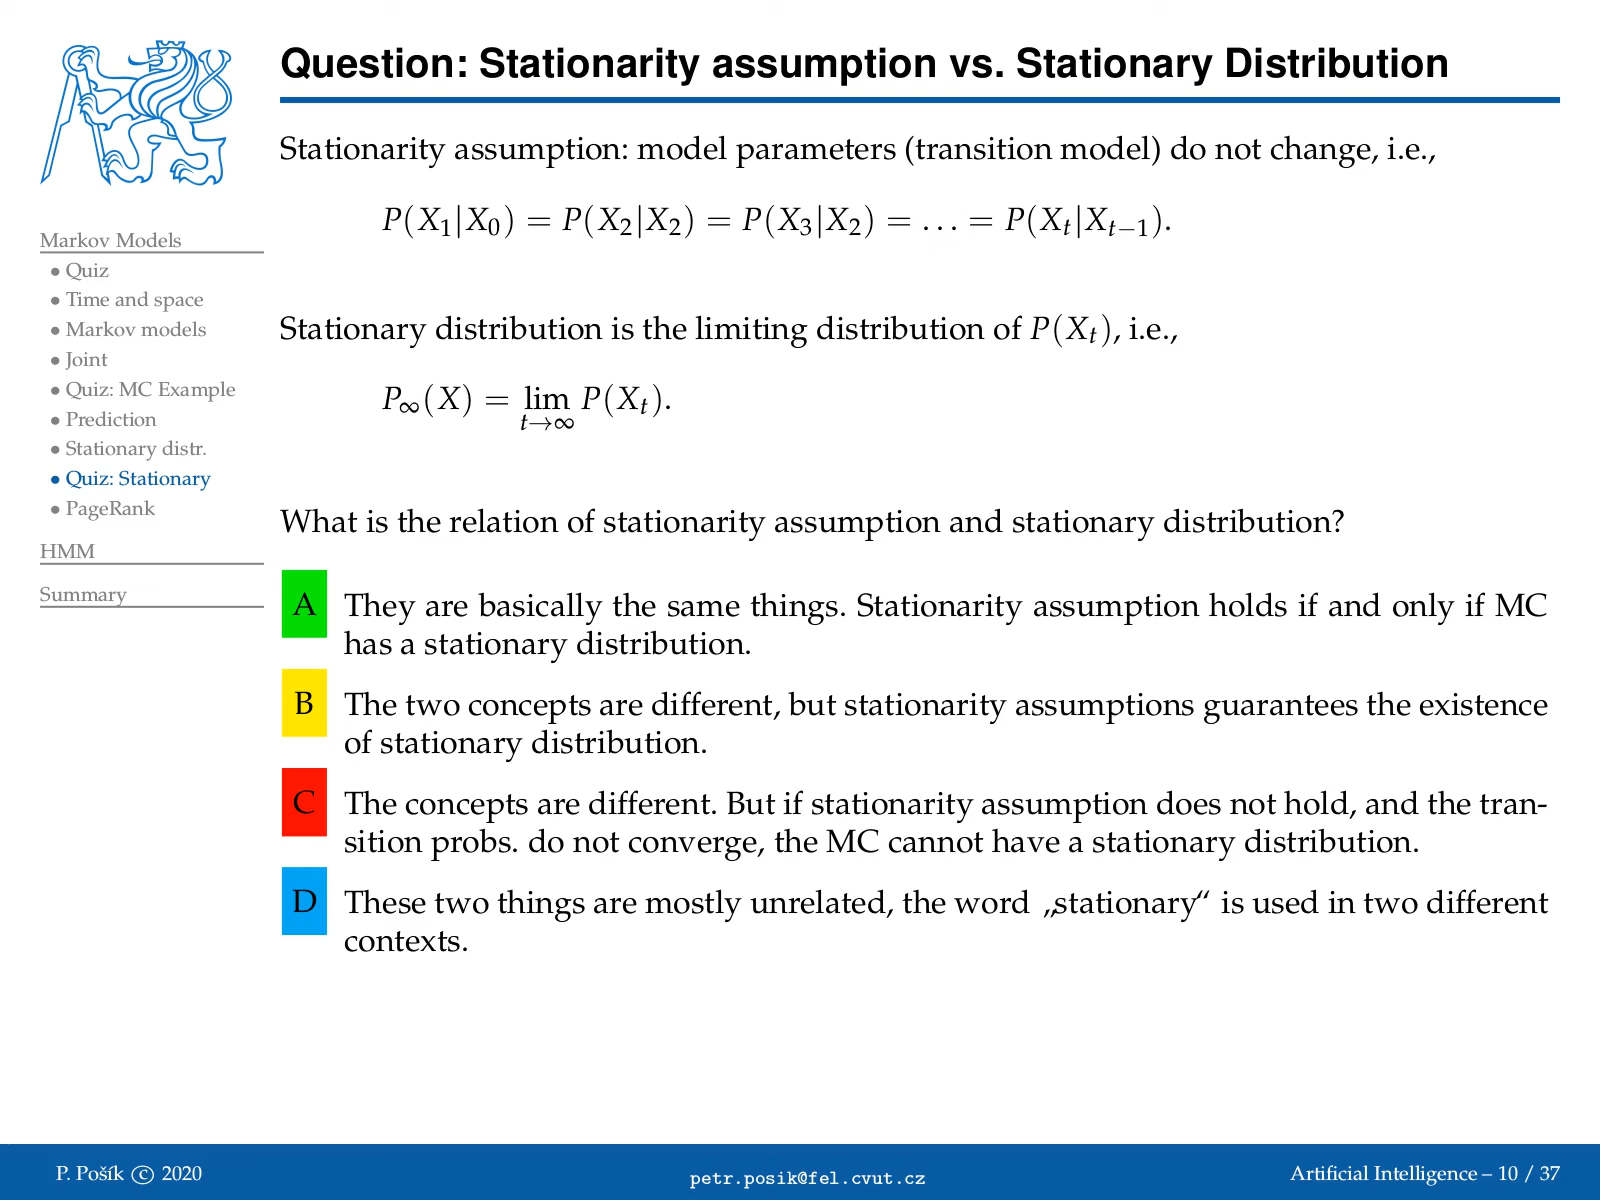 Question: Stationarity assumption vs. Stationary Distribution
Markov Models
• Quiz
• Time and space
• Markov models
• Joint
• Quiz: MC Example
• Prediction
• Stationary distr.
• Quiz: Stationary
• PageRank
HMM
Summary
Stationarity assumption: model parameters (transition model) do not change, i.e.,
P(X₁|X₀) = P(X₂|X₂) = P(X₃|X₂) = … = P(Xₜ|Xₜ₋₁).
Stationary distribution is the limiting distribution of P(Xₜ), i.e.,
P∞(X) = lim P(Xₜ).
t→∞
What is the relation of stationarity assumption and stationary distribution?
A They are basically the same things. Stationarity assumption holds if and only if MC
has a stationary distribution.
B The two concepts are different, but stationarity assumptions guarantees the existence
of stationary distribution.
C The concepts are different. But if stationarity assumption does not hold, and the tran-
sition probs. do not converge, the MC cannot have a stationary distribution.
D These two things are mostly unrelated, the word „stationary“ is used in two different
contexts.
P. Pošík © 2020
petr.posik@fel.cvut.cz
Artificial Intelligence – 10 / 37